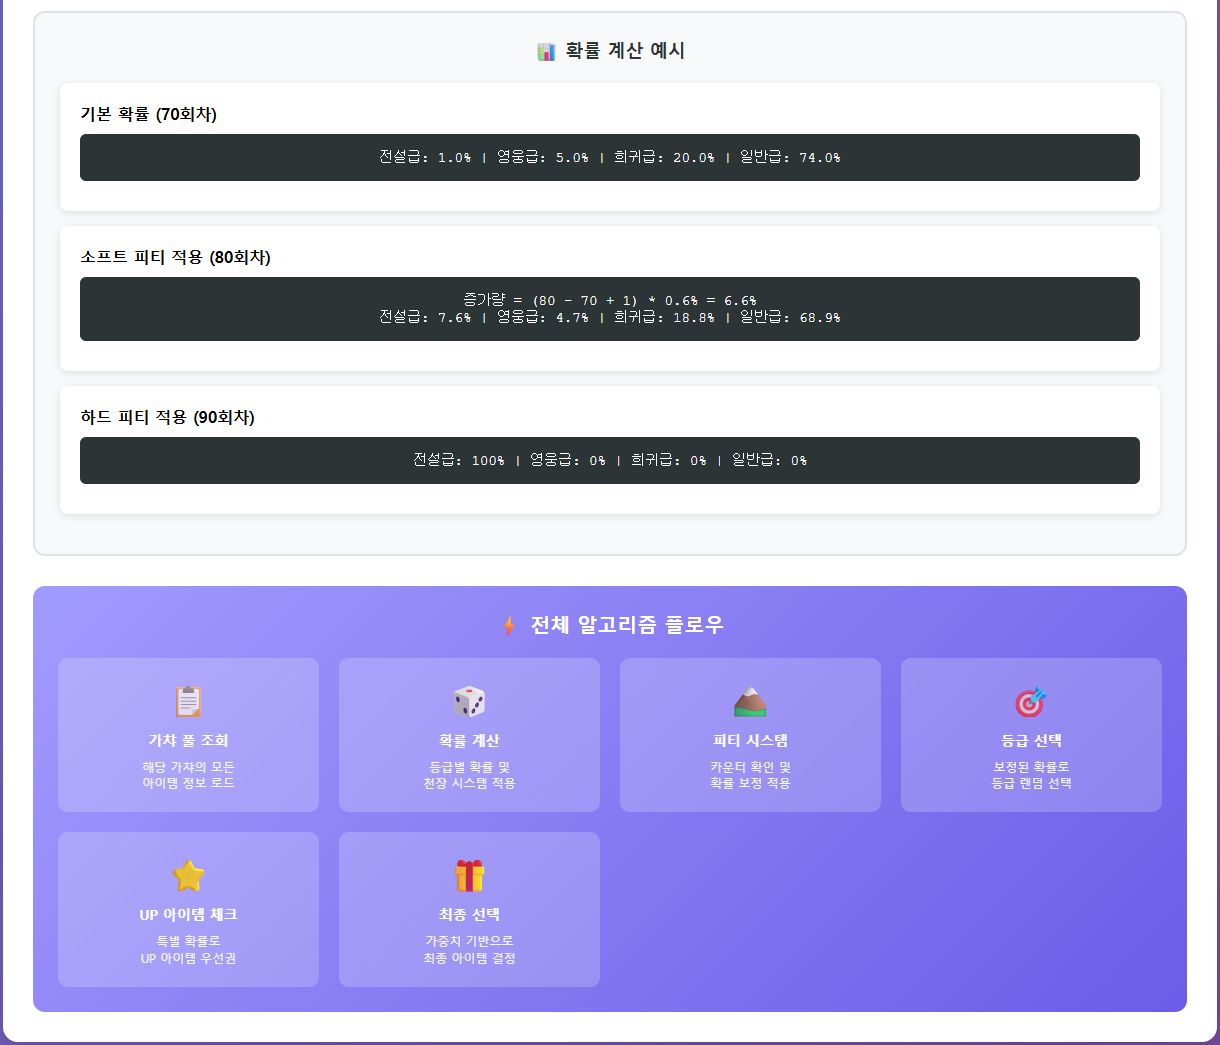 확률 계산 예시
기본 확률 (70회차)
전설급: 1.0% | 영웅급: 5.0% | 희귀급: 20.0% | 일반급: 74.0%
소프트 피티 적용 (80회차)
증가량 = (80 - 70 + 1) * 0.6% = 6.6%
전설급: 7.6% | 영웅급: 4.7% | 희귀급: 18.8% | 일반급: 68.9%
하드 피티 적용 (90회차)
전설급: 100% | 영웅급: 0% | 희귀급: 0% | 일반급: 0%
전체 알고리즘 플로우
가챠 풀 조회
해당 가챠의 모든
아이템 정보 로드
확률 계산
등급별 확률 및
천장 시스템 적용
피티 시스템
카운터 확인 및
확률 보정 적용
등급 선택
보정된 확률로
등급 랜덤 선택
UP 아이템 체크
특별 확률로
UP 아이템 우선권
최종 선택
가중치 기반으로
최종 아이템 결정